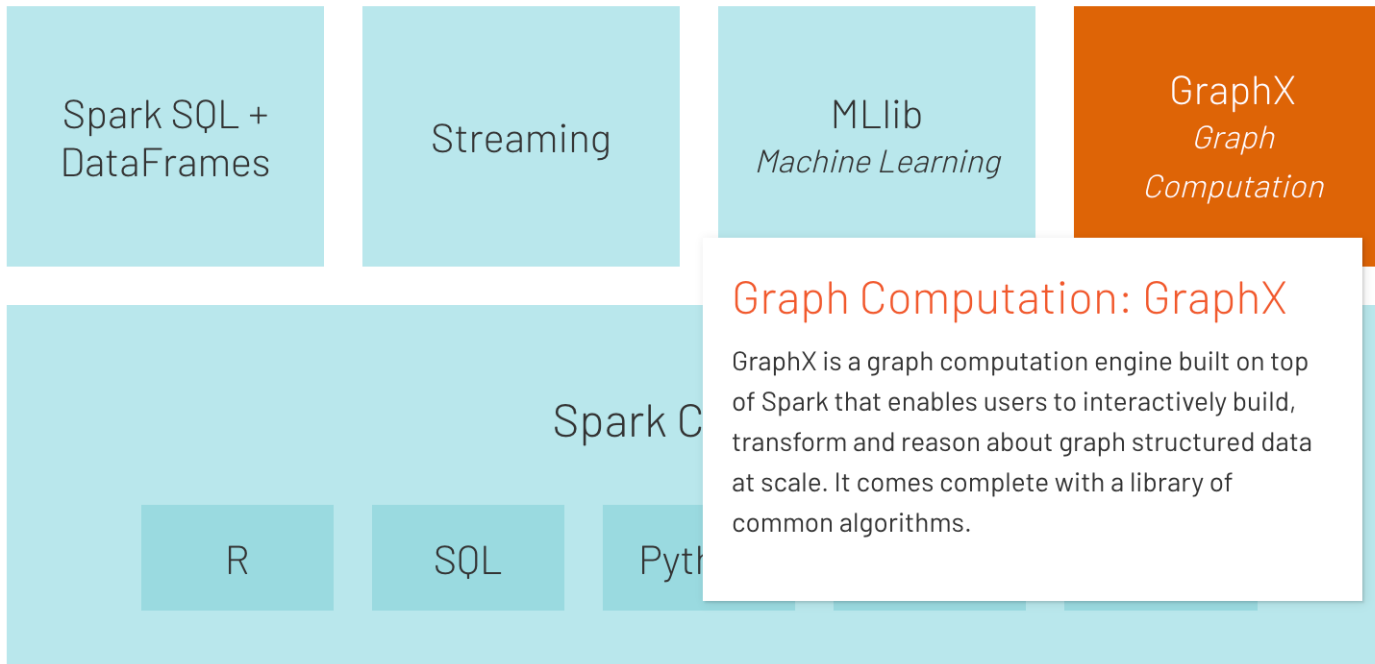 Spark SQL +
DataFrames
Streaming
MLlib
Machine Learning
GraphX
Graph
Computation
Graph Computation: GraphX
GraphX is a graph computation engine built on top
of Spark that enables users to interactively build,
transform and reason about graph structured data
at scale. It comes complete with a library of
common algorithms.
Spark
R
SQL